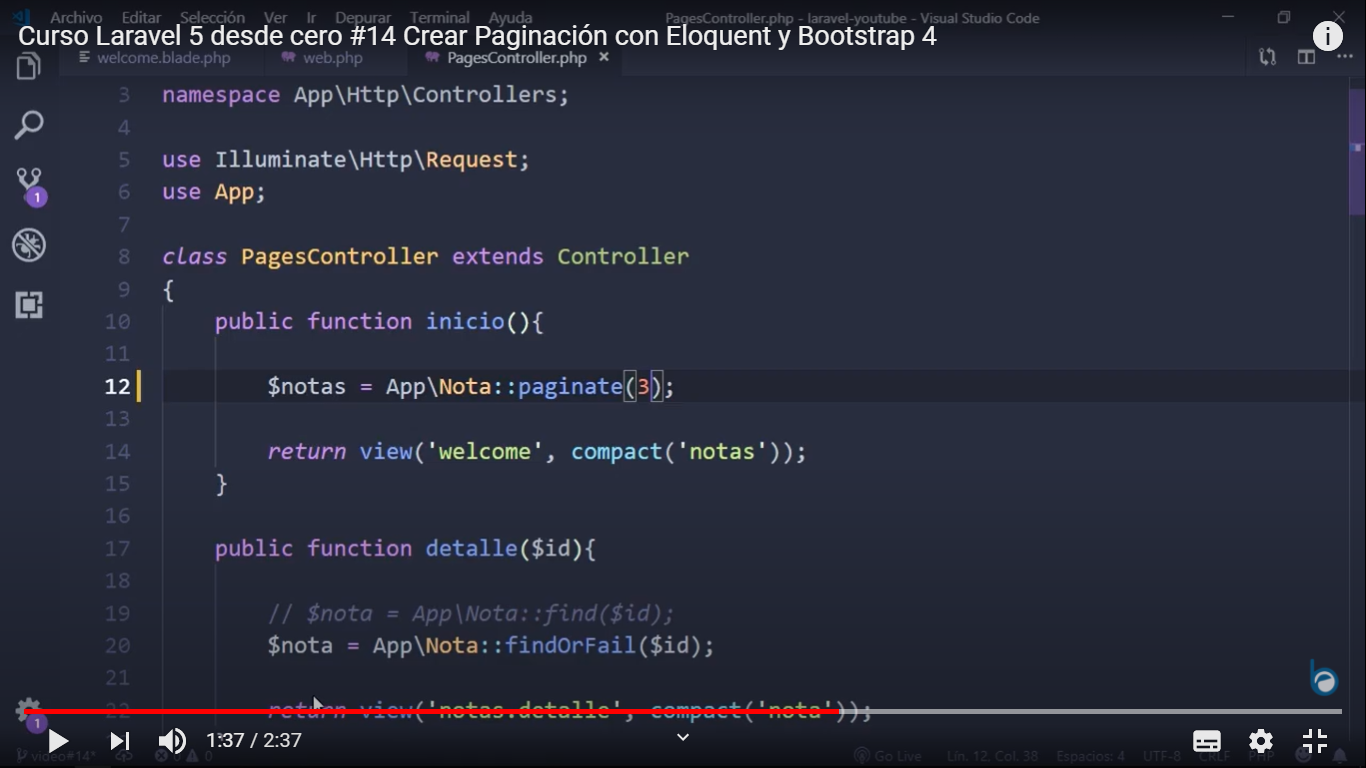 Archivo Editar Selección Ver Ir Depurar Terminal Ayuda PagesController.php - laravel-youtube - Visual Studio Code
Curso Laravel 5 desde cero #14 Crear Paginación con Eloquent y Bootstrap 4
welcome.blade.php web.php PagesController.php ×
3 namespace App\Http\Controllers;
4
5 use Illuminate\Http\Request;
6 use App;
7
8 class PagesController extends Controller
9 {
10 public function inicio(){
11
12 $notas = App\Nota::paginate(3);
13
14 return view('welcome', compact('notas'));
15 }
16
17 public function detalle($id){
18
19 // $nota = App\Nota::find($id);
20 $nota = App\Nota::findOrFail($id);
21
22 return view('notas.detalle', compact('nota'));
1
1
1:37 / 2:37
video#14* 0 0 Go Live Lín. 12, Col. 38 Espacios: 4 UTF-8 CRLF PHP